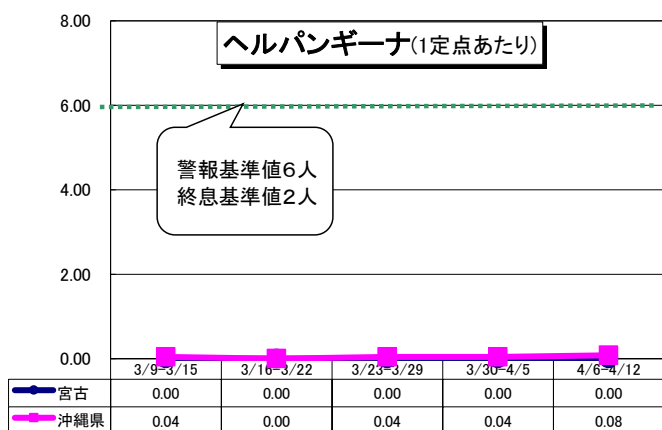 ヘルパンギーナ(1定点あたり)
8.00
6.00
4.00
2.00
0.00
警報基準値6人
終息基準値2人
3/9-3/15 3/16-3/22 3/23-3/29 3/30-4/5 4/6-4/12
宮古 0.00 0.00 0.00 0.00 0.00
沖縄県 0.04 0.00 0.04 0.04 0.08